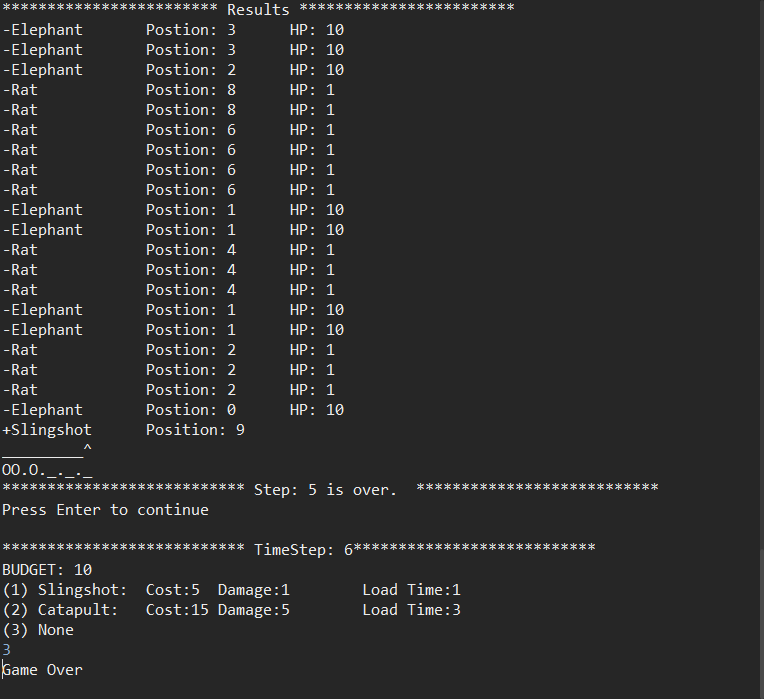 ************************ Results ************************
-Elephant       Postion: 3      HP: 10
-Elephant       Postion: 3      HP: 10
-Elephant       Postion: 2      HP: 10
-Rat            Postion: 8      HP: 1
-Rat            Postion: 8      HP: 1
-Rat            Postion: 6      HP: 1
-Rat            Postion: 6      HP: 1
-Rat            Postion: 6      HP: 1
-Rat            Postion: 6      HP: 1
-Elephant       Postion: 1      HP: 10
-Elephant       Postion: 1      HP: 10
-Rat            Postion: 4      HP: 1
-Rat            Postion: 4      HP: 1
-Rat            Postion: 4      HP: 1
-Elephant       Postion: 1      HP: 10
-Elephant       Postion: 1      HP: 10
-Rat            Postion: 2      HP: 1
-Rat            Postion: 2      HP: 1
-Rat            Postion: 2      HP: 1
-Elephant       Postion: 0      HP: 10
+Slingshot      Position: 9
_________^
OO.O._._._
*************************** Step: 5 is over.  ***************************
Press Enter to continue

*************************** TimeStep: 6***************************
BUDGET: 10
(1) Slingshot:  Cost:5  Damage:1        Load Time:1
(2) Catapult:   Cost:15 Damage:5        Load Time:3
(3) None
3
Game Over